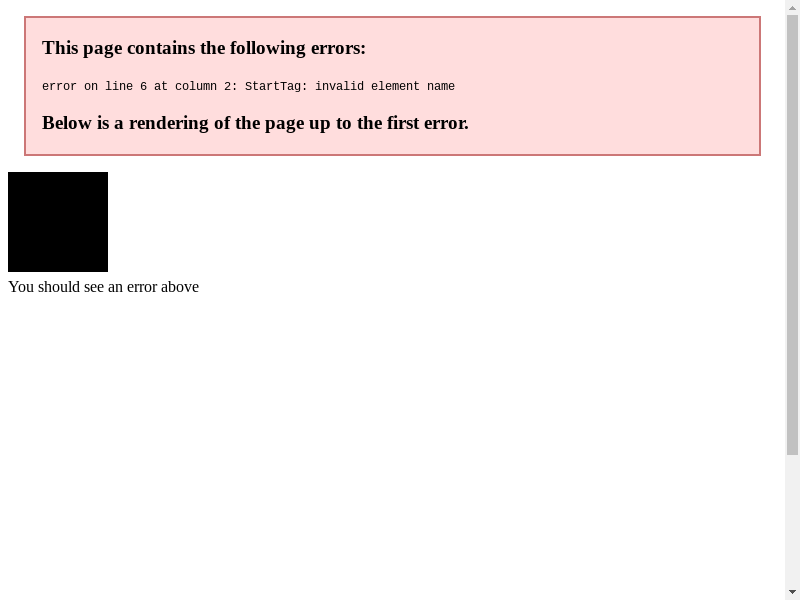 This page contains the following errors:
error on line 6 at column 2: StartTag: invalid element name
Below is a rendering of the page up to the first error.
You should see an error above